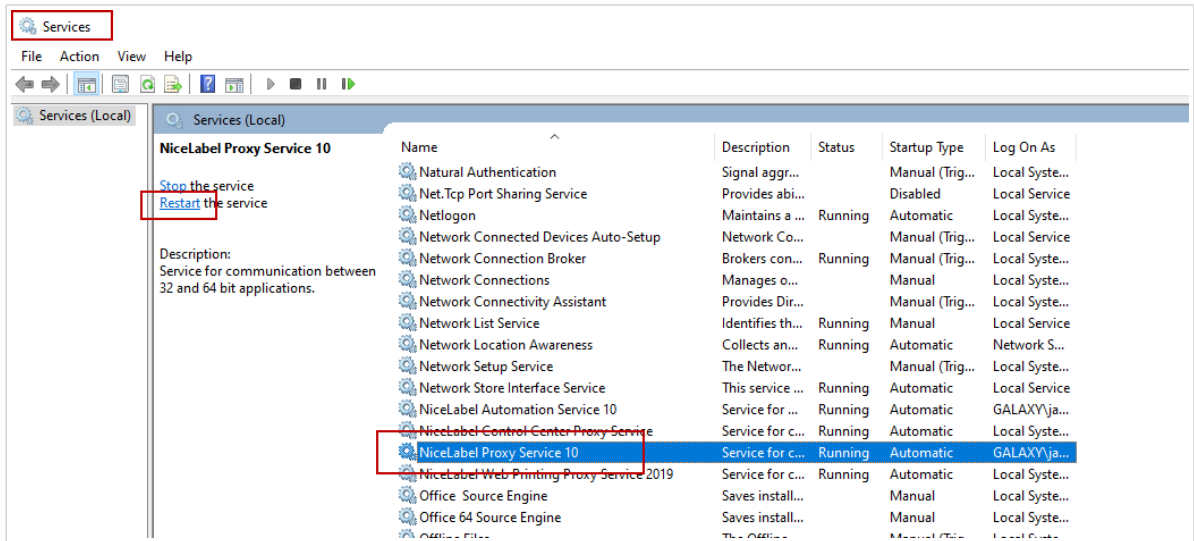 Services
File Action View Help
Services (Local)
Services (Local)
NiceLabel Proxy Service 10
Stop the service
Restart the service
Description:
Service for communication between
32 and 64 bit applications.
Name Description Status Startup Type Log On As
Natural Authentication Signal aggr... Manual (Trig... Local Syste...
Net.Tcp Port Sharing Service Provides abi... Disabled Local Service
Netlogon Maintains a ... Running Automatic Local Syste...
Network Connected Devices Auto-Setup Network Co... Manual (Trig... Local Service
Network Connection Broker Brokers con... Running Manual (Trig... Local Syste...
Network Connections Manages o... Manual Local Syste...
Network Connectivity Assistant Provides Dir... Manual (Trig... Local Syste...
Network List Service Identifies th... Running Manual Local Service
Network Location Awareness Collects an... Running Automatic Network S...
Network Setup Service The Networ... Manual (Trig... Local Syste...
Network Store Interface Service This service ... Running Automatic Local Service
NiceLabel Automation Service 10 Service for ... Running Automatic GALAXY\ja...
NiceLabel Control Center Proxy Service Service for c... Running Automatic Local Syste...
NiceLabel Proxy Service 10 Service for c... Running Automatic GALAXY\ja...
NiceLabel Web Printing Proxy Service 2019 Service for c... Running Automatic Local Syste...
Office Source Engine Saves install... Manual Local Syste...
Office 64 Source Engine Saves install... Manual Local Syste...
Offline Files The Offline... Manual (Trig... Local Syste...